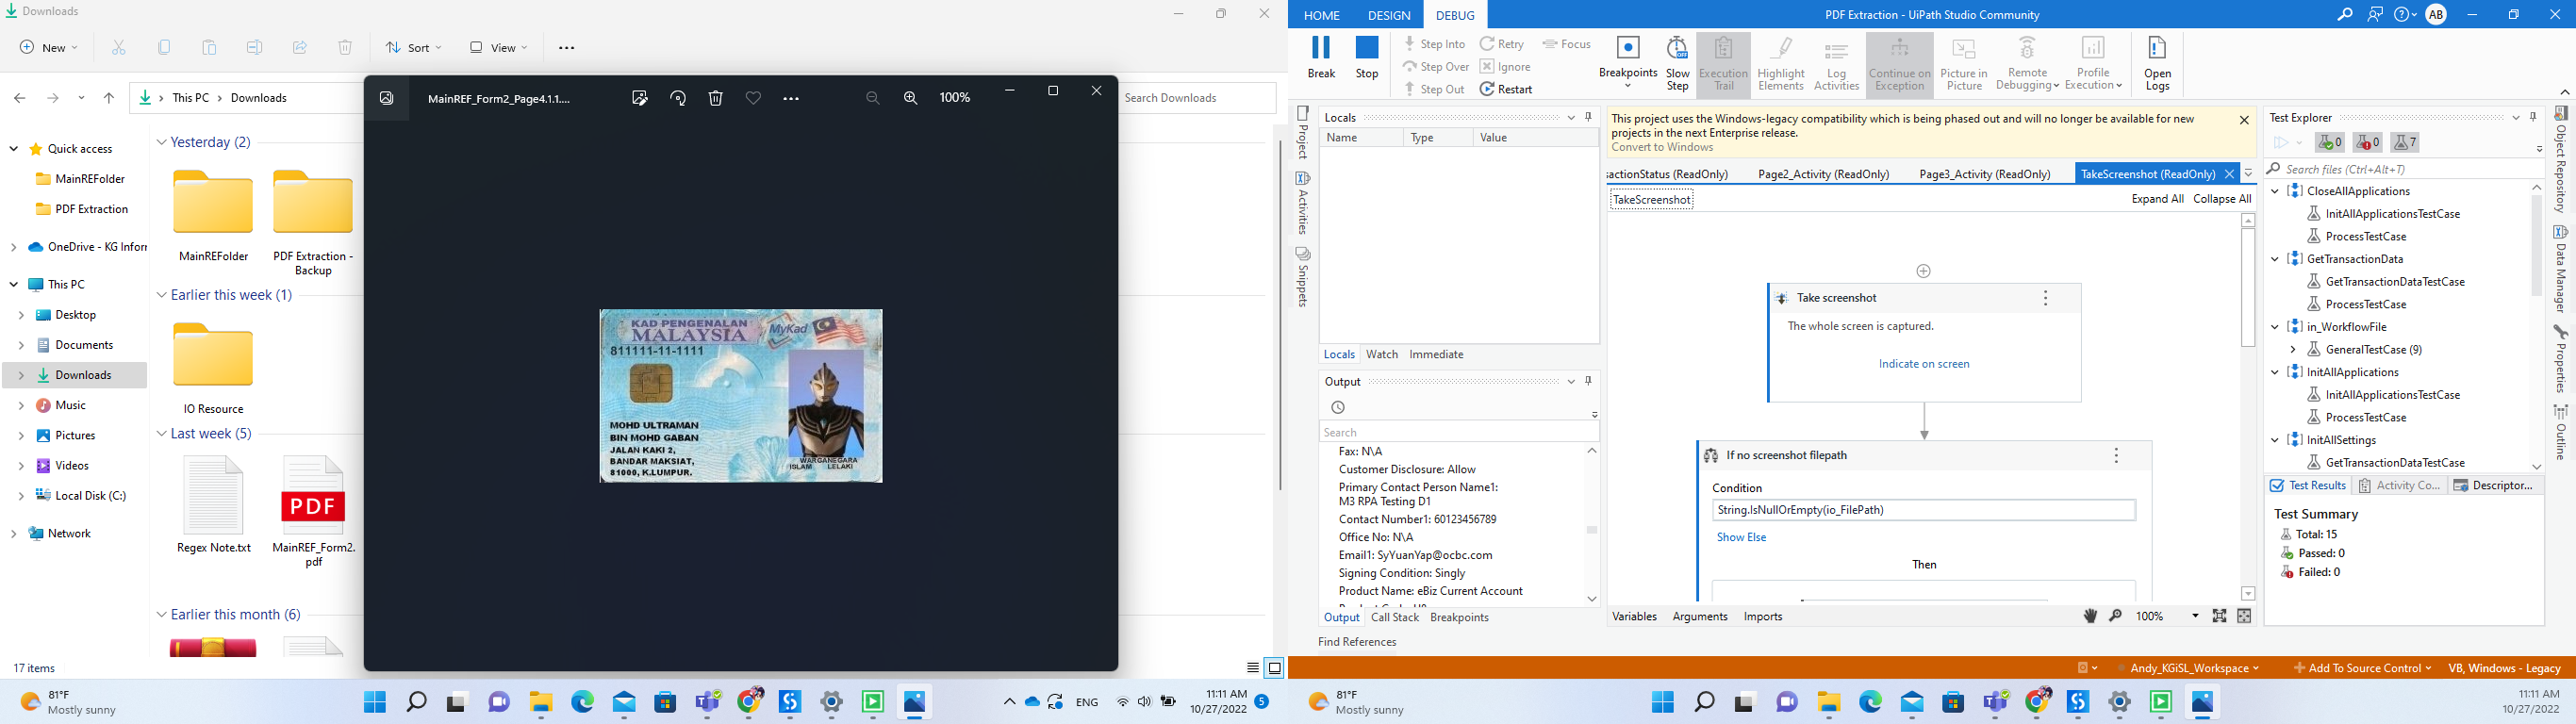 Downloads
New
Sort
View
This PC > Downloads
Search Downloads
Quick access
MainREFolder
PDF Extraction
OneDrive - KG Inforr
This PC
Desktop
Documents
Downloads
Music
Pictures
Videos
Local Disk (C:)
Network
Yesterday (2)
MainREFolder
PDF Extraction -
Backup
Earlier this week (1)
IO Resource
Last week (5)
Regex Note.txt
PDF
MainREF_Form2.
pdf
Earlier this month (6)
17 items
MainREF_Form2_Page4.1.1....
100%
KAD PENGENALAN
MALAYSIA
MyKad
811111-11-1111
MOHD ULTRAMAN
BIN MOHD GABAN
JALAN KAKI 2,
BANDAR MAKSIAT,
81000, K.LUMPUR.
WARGANEGARA
ISLAM LELAKI
81°F
Mostly sunny
ENG
11:11 AM
10/27/2022
5
HOME
DESIGN
DEBUG
PDF Extraction - UiPath Studio Community
AB
Break
Stop
Step Into
Step Over
Step Out
Retry
Ignore
Restart
Focus
Breakpoints
Slow
Step
Execution
Trail
Highlight
Elements
Log
Activities
Continue on
Exception
Picture in
Picture
Remote
Debugging
Profile
Execution
Open
Logs
Project
Activities
Snippets
Locals
Name
Type
Value
Locals
Watch
Immediate
Output
Search
Fax: N\A
Customer Disclosure: Allow
Primary Contact Person Name1:
M3 RPA Testing D1
Contact Number1: 60123456789
Office No: N\A
Email1: SyYuanYap@ocbc.com
Signing Condition: Singly
Product Name: eBiz Current Account
Output
Call Stack
Breakpoints
Find References
This project uses the Windows-legacy compatibility which is being phased out and will no longer be available for new
projects in the next Enterprise release.
Convert to Windows
sactionStatus (ReadOnly)
Page2_Activity (ReadOnly)
Page3_Activity (ReadOnly)
TakeScreenshot (ReadOnly)
TakeScreenshot
Expand All
Collapse All
Take screenshot
The whole screen is captured.
Indicate on screen
If no screenshot filepath
Condition
String.IsNullOrEmpty(io_FilePath)
Show Else
Then
Variables
Arguments
Imports
100%
Test Explorer
0
0
7
Search files (Ctrl+Alt+T)
CloseAllApplications
InitAllApplicationsTestCase
ProcessTestCase
GetTransactionData
GetTransactionDataTestCase
ProcessTestCase
in_WorkflowFile
GeneralTestCase (9)
InitAllApplications
InitAllApplicationsTestCase
ProcessTestCase
InitAllSettings
GetTransactionDataTestCase
Test Results
Activity Co...
Descriptor...
Test Summary
Total: 15
Passed: 0
Failed: 0
Object Repository
Data Manager
Properties
Outline
Andy_KGiSL_Workspace
Add To Source Control
VB, Windows - Legacy
81°F
Mostly sunny
11:11 AM
10/27/2022